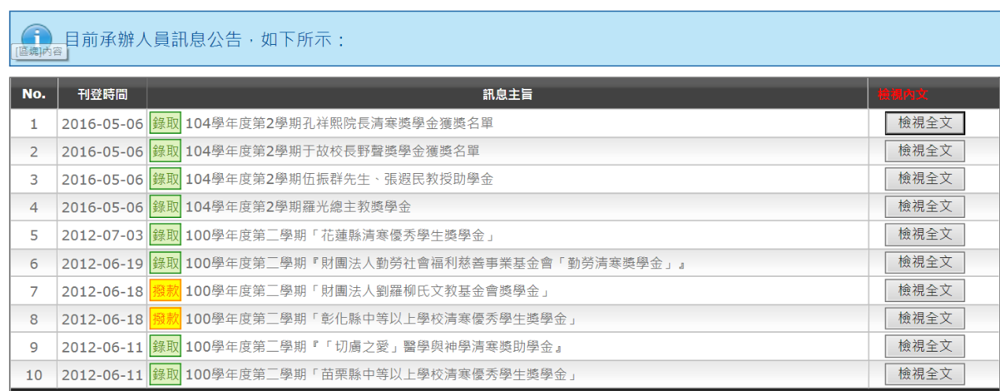 目前承辦人員訊息公告，如下所示：
[區塊]內容
No. 刊登時間 訊息主旨 檢視內文
1 2016-05-06 錄取 104學年度第2學期孔祥熙院長清寒獎學金獲獎名單 檢視全文
2 2016-05-06 錄取 104學年度第2學期于故校長野聲獎學金獲獎名單 檢視全文
3 2016-05-06 錄取 104學年度第2學期伍振群先生、張遐民教授助學金 檢視全文
4 2016-05-06 錄取 104學年度第2學期羅光總主教獎學金 檢視全文
5 2012-07-03 錄取 100學年度第二學期「花蓮縣清寒優秀學生獎學金」 檢視全文
6 2012-06-19 錄取 100學年度第二學期『財團法人勤勞社會福利慈善事業基金會「勤勞清寒獎學金」』 檢視全文
7 2012-06-18 撥款 100學年度第二學期「財團法人劉羅柳氏文教基金會獎學金」 檢視全文
8 2012-06-18 撥款 100學年度第二學期「彰化縣中等以上學校清寒優秀學生獎學金」 檢視全文
9 2012-06-11 錄取 100學年度第二學期『「切膚之愛」醫學與神學清寒獎助學金』 檢視全文
10 2012-06-11 錄取 100學年度第二學期「苗栗縣中等以上學校清寒優秀學生獎學金」 檢視全文